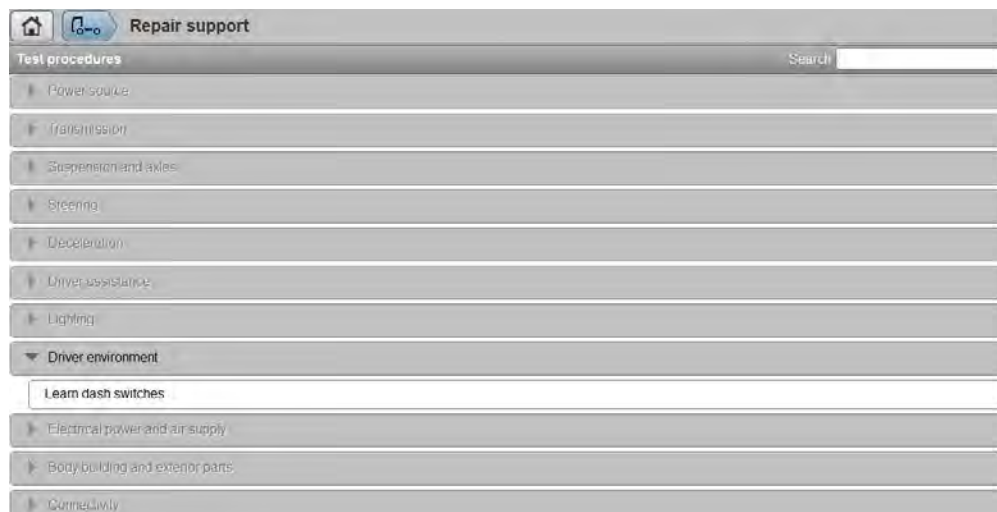 Repair support
Test procedures Search
Power source
Transmission
Suspension and axles
Steering
Deceleration
Driver assistance
Lighting
Driver environment
Learn dash switches
Electrical power and air supply
Body building and exterior parts
Connectivity